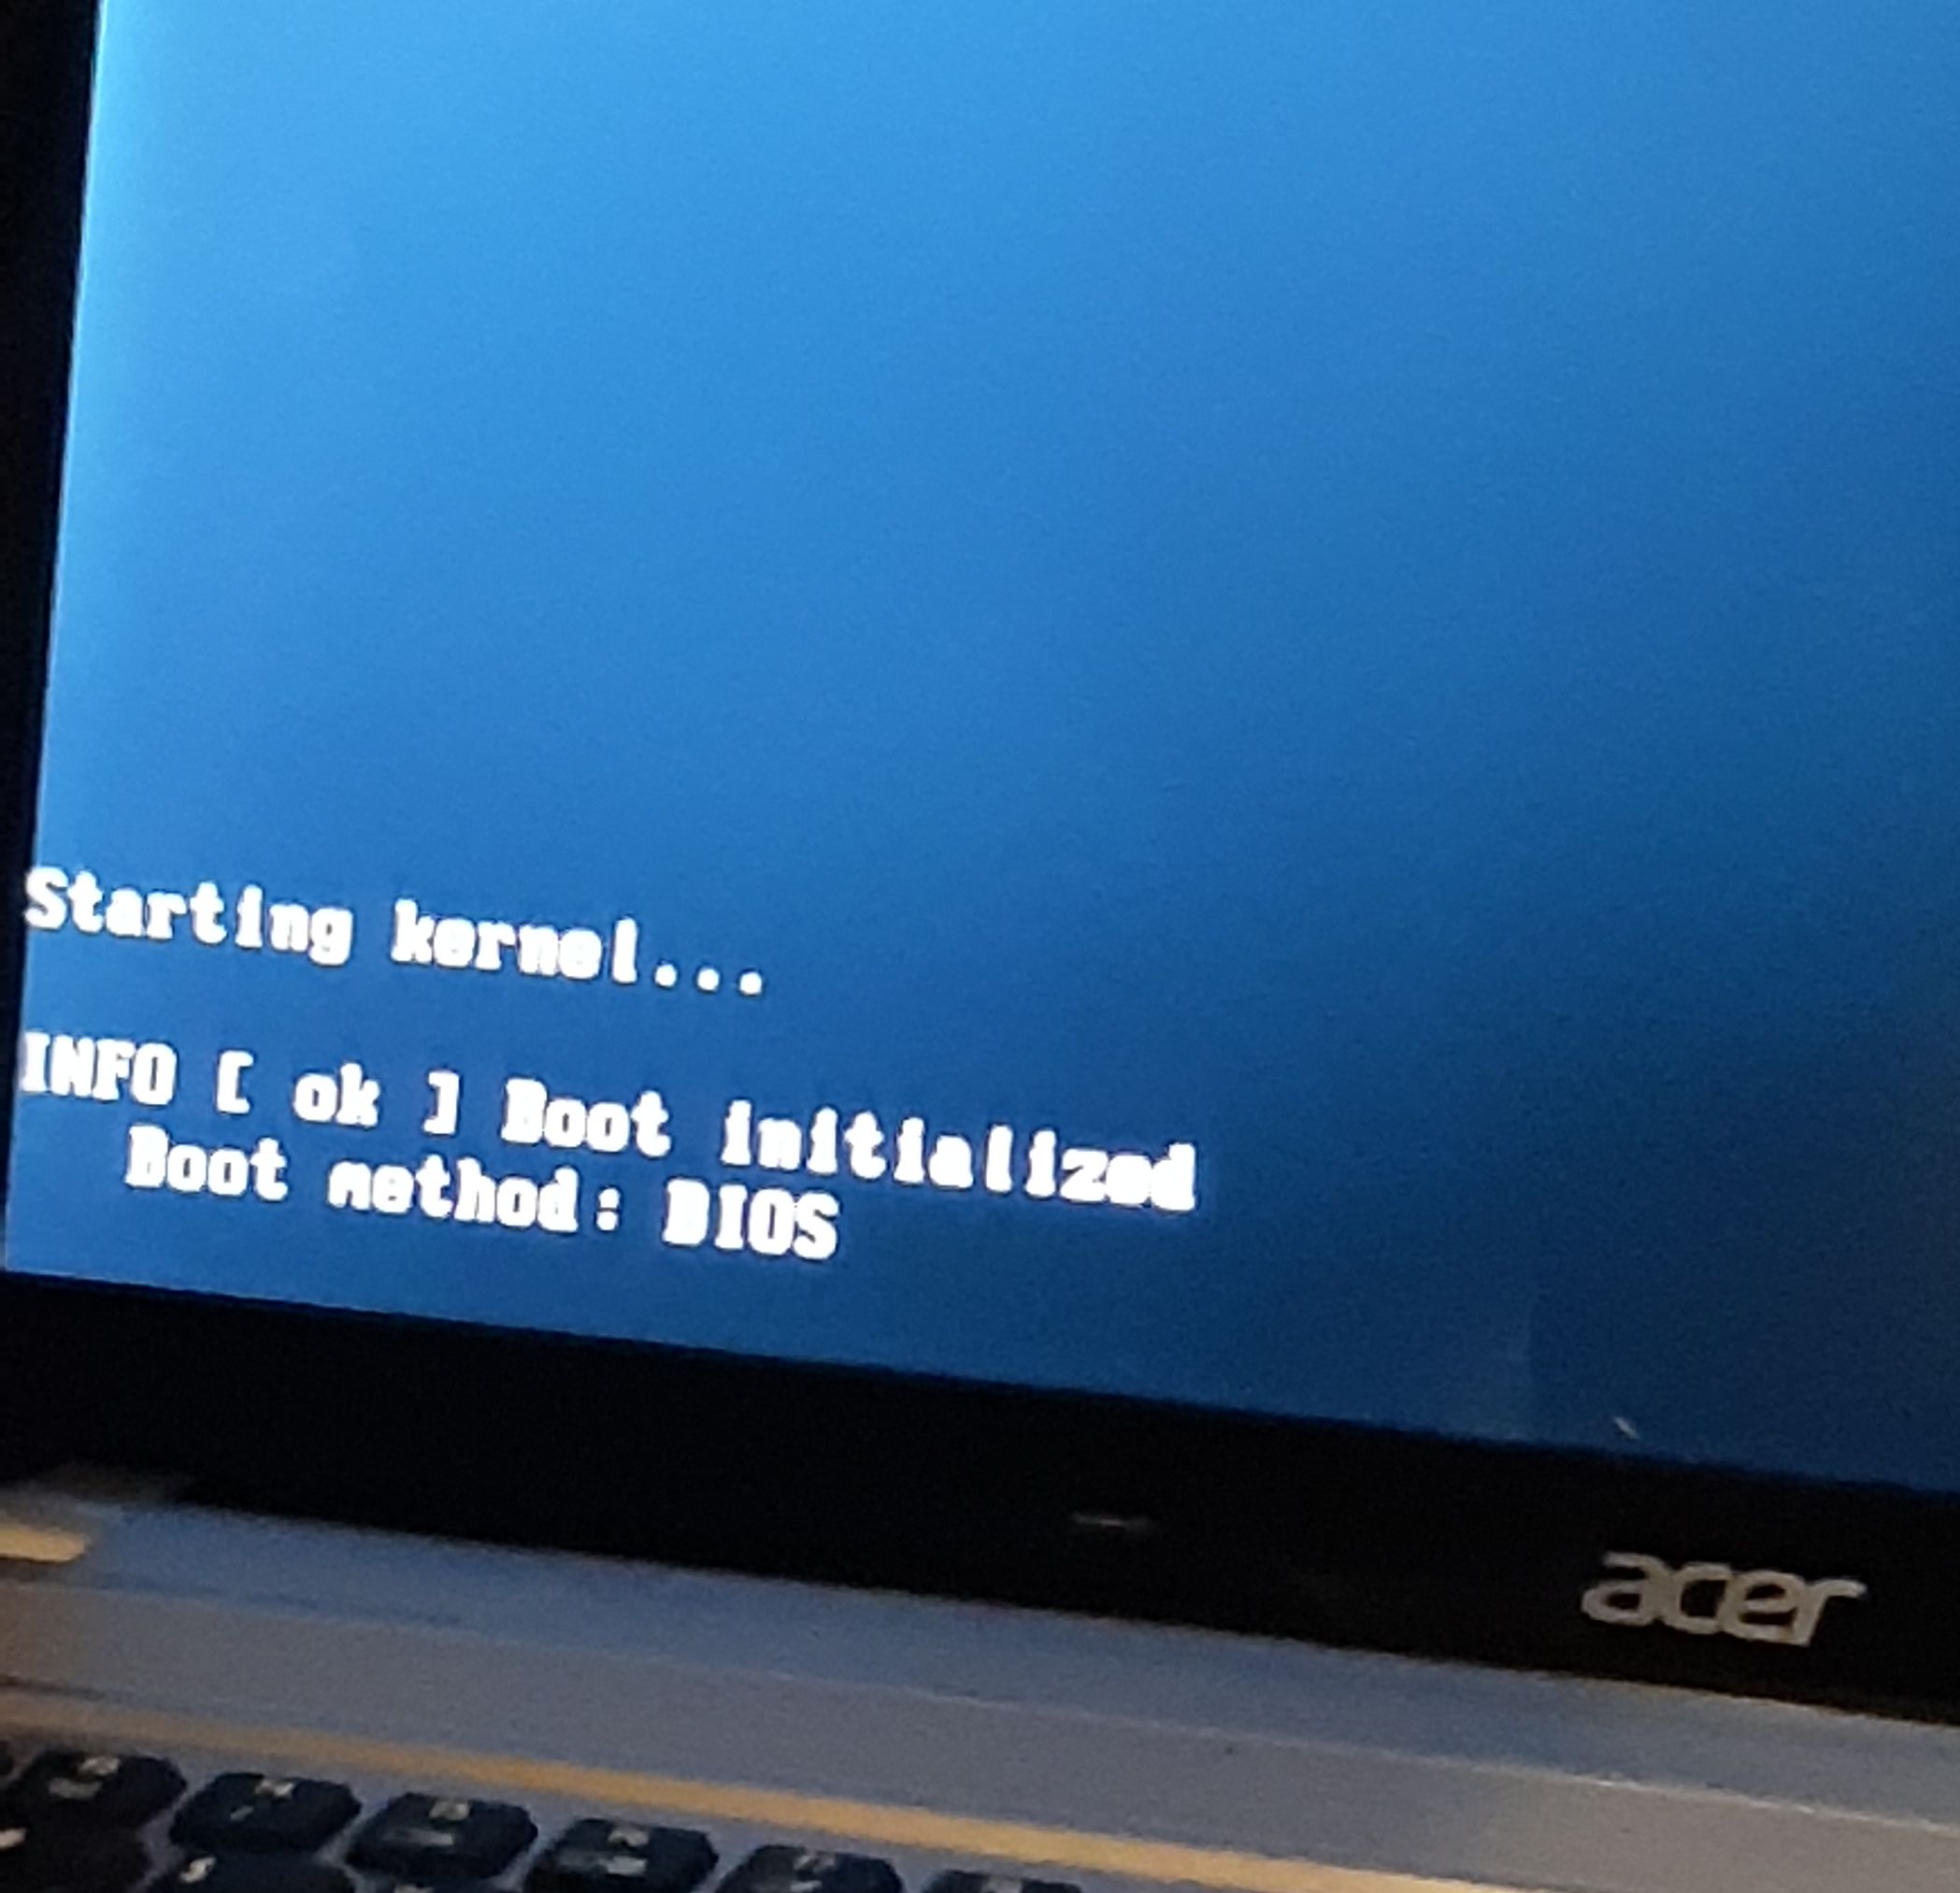 Starting kernel...
INFO [ ok ] Boot initialized
Boot method: BIOS
acer